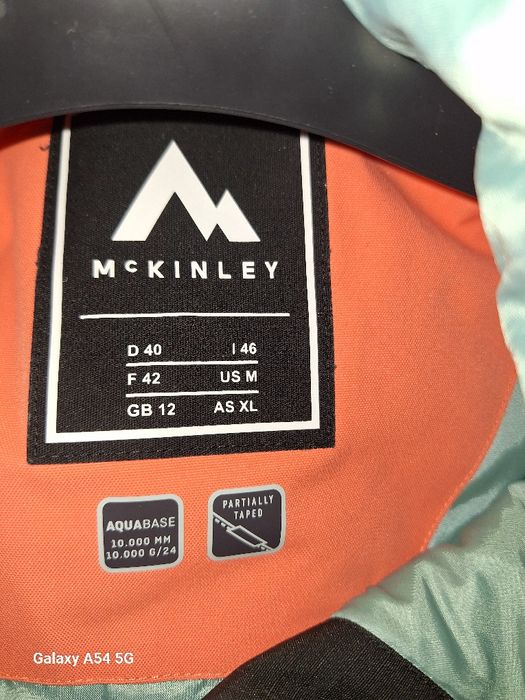 McKINLEY
D 40 I 46
F 42 US M
GB 12 AS XL
AQUABASE
10.000 MM
10.000 G/24
PARTIALLY
TAPED
Galaxy A54 5G